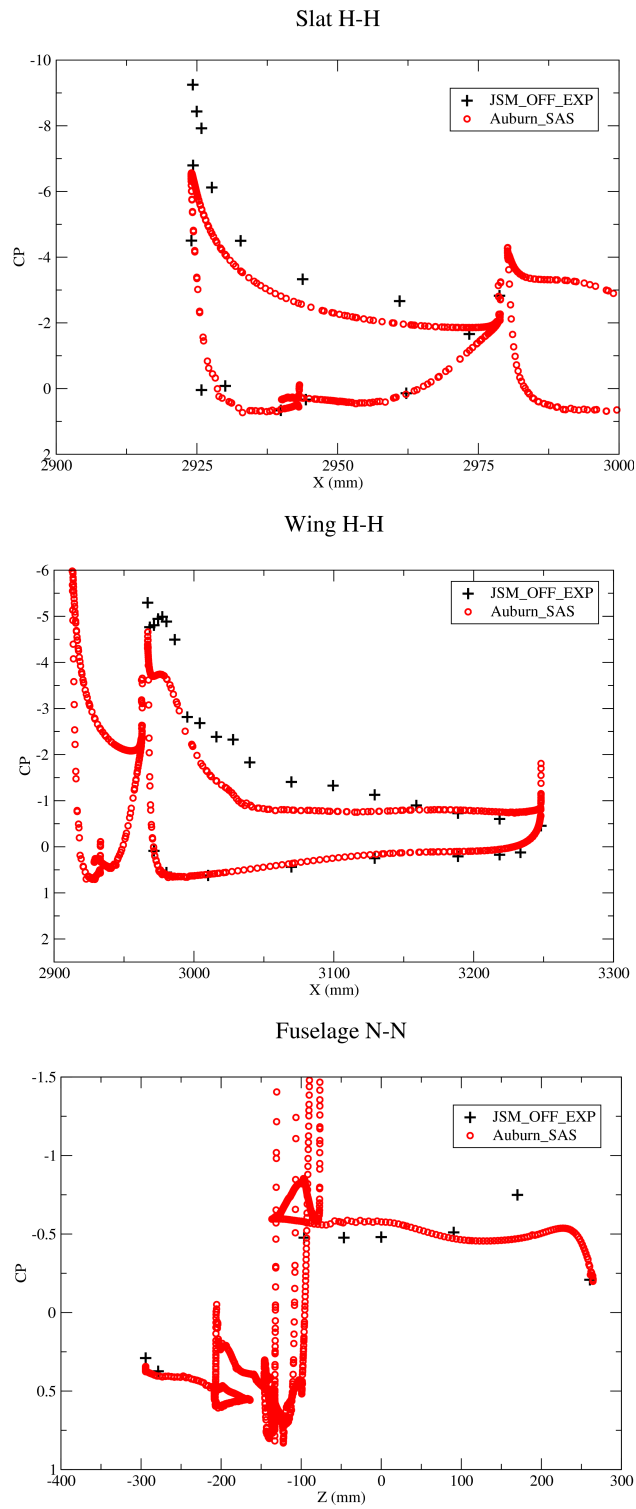 Slat H-H
-10
-8
-6
-4
-2
0
2
CP
2900
2925
2950
2975
3000
X (mm)
JSM_OFF_EXP
Auburn_SAS
Wing H-H
-6
-5
-4
-3
-2
-1
0
1
2
CP
2900
3000
3100
3200
3300
X (mm)
JSM_OFF_EXP
Auburn_SAS
Fuselage N-N
-1.5
-1
-0.5
0
0.5
1
CP
-400
-300
-200
-100
0
100
200
300
Z (mm)
JSM_OFF_EXP
Auburn_SAS